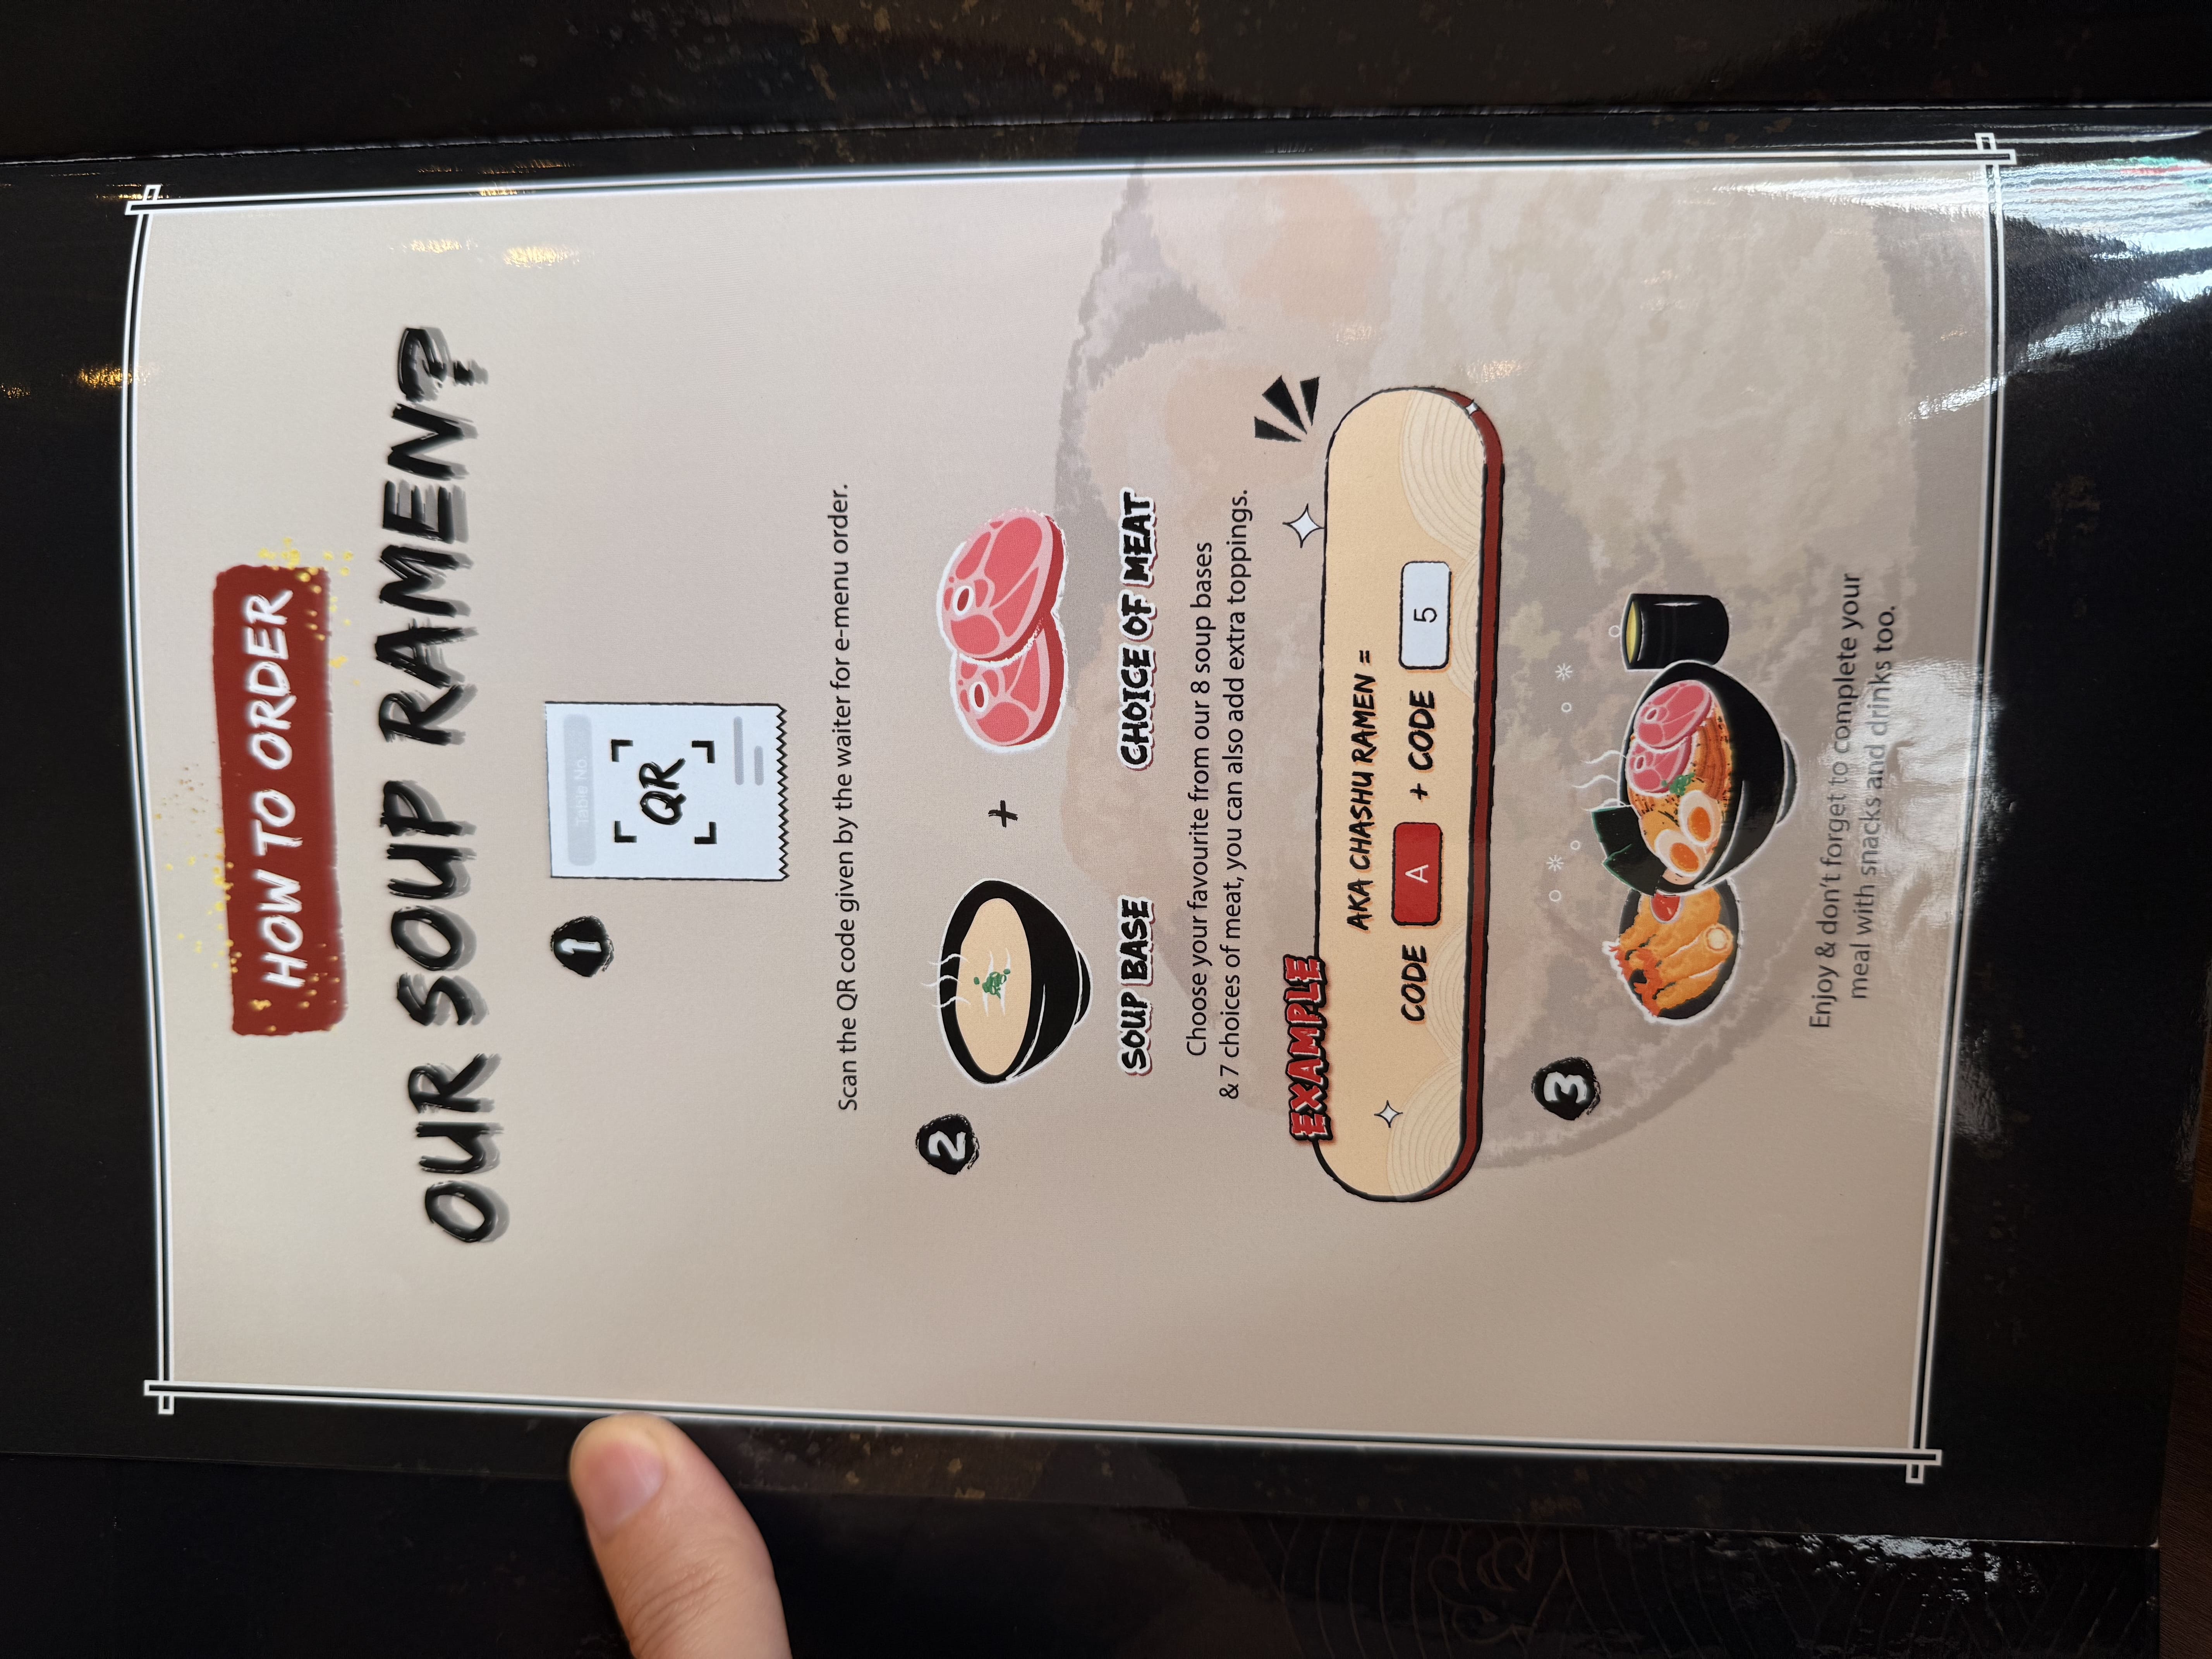 HOW TO ORDER
OUR SOUP RAMEN?
1
Table No.
QR
Scan the QR code given by the waiter for e-menu order.
2
+
SOUP BASE
CHOICE OF MEAT
Choose your favourite from our 8 soup bases
& 7 choices of meat, you can also add extra toppings.
EXAMPLE
AKA CHASHU RAMEN =
CODE A + CODE 5
3
Enjoy & don't forget to complete your
meal with snacks and drinks too.